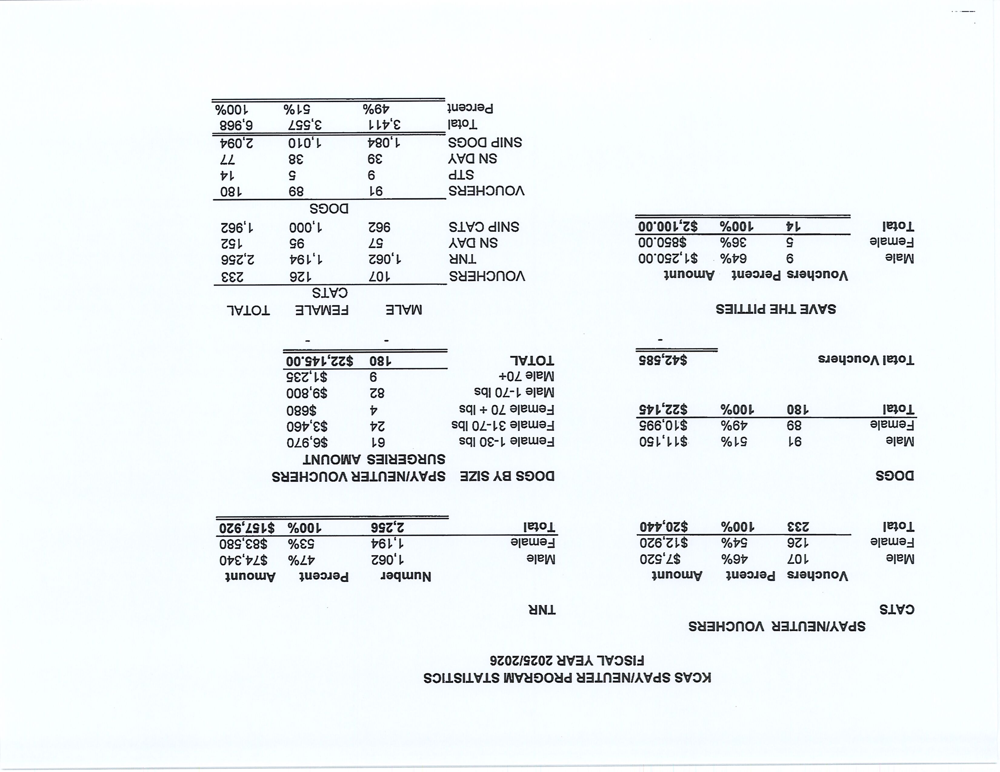 KCAS SPAY/NEUTER PROGRAM STATISTICS
FISCAL YEAR 2025/2026
SPAY/NEUTER VOUCHERS
CATS TNR
Vouchers Percent Amount Number Percent Amount
Male 107 46% $7,520 Male 1,062 47% $74,340
Female 126 54% $12,920 Female 1,194 53% $83,580
Total 233 100% $20,440 Total 2,256 100% $157,920
DOGS DOGS BY SIZE SPAY/NEUTER VOUCHERS
SURGERIES AMOUNT
Male 91 51% $11,150 Female 1-30 lbs 61 $6,970
Female 89 49% $10,995 Female 31-70 lbs 24 $3,460
Total 180 100% $22,145 Female 70 + lbs 4 $680
Male 1-70 lbs 82 $9,800
Male 70+ 9 $1,235
Total Vouchers $42,585 TOTAL 180 $22,145.00
- - -
SAVE THE PITTIES MALE FEMALE TOTAL
CATS
Vouchers Percent Amount VOUCHERS 107 126 233
Male 9 64% $1,250.00 TNR 1,062 1,194 2,256
Female 5 36% $850.00 SN DAY 57 95 152
Total 14 100% $2,100.00 SNIP CATS 962 1,000 1,962
DOGS
VOUCHERS 91 89 180
STP 9 5 14
SN DAY 39 38 77
SNIP DOGS 1,084 1,010 2,094
Total 3,411 3,557 6,968
Percent 49% 51% 100%